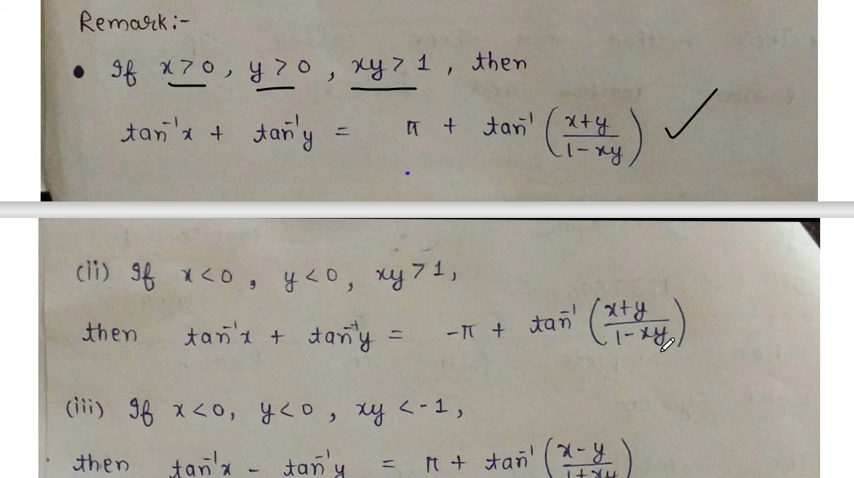 Remark:-
• If x > 0, y > 0, xy > 1, then
tan⁻¹x + tan⁻¹y = π + tan⁻¹(x+y/1-xy)
(ii) If x < 0, y < 0, xy > 1,
then tan⁻¹x + tan⁻¹y = -π + tan⁻¹(x+y/1-xy)
(iii) If x < 0, y < 0, xy < -1,
then tan⁻¹x - tan⁻¹y = π + tan⁻¹(x-y/1+xy)